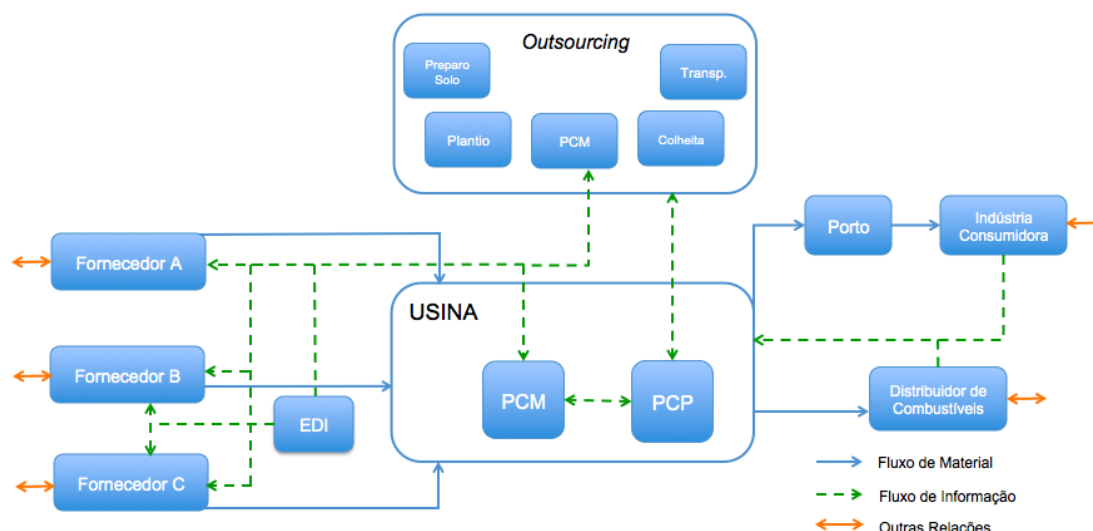 Outsourcing
Preparo
Solo
Transp.
Plantio
PCM
Colheita
Fornecedor A
Porto
Indústria
Consumidora
USINA
Fornecedor B
PCM
PCP
EDI
Distribuidor de
Combustíveis
Fornecedor C
Fluxo de Material
Fluxo de Informação
Outras Relações